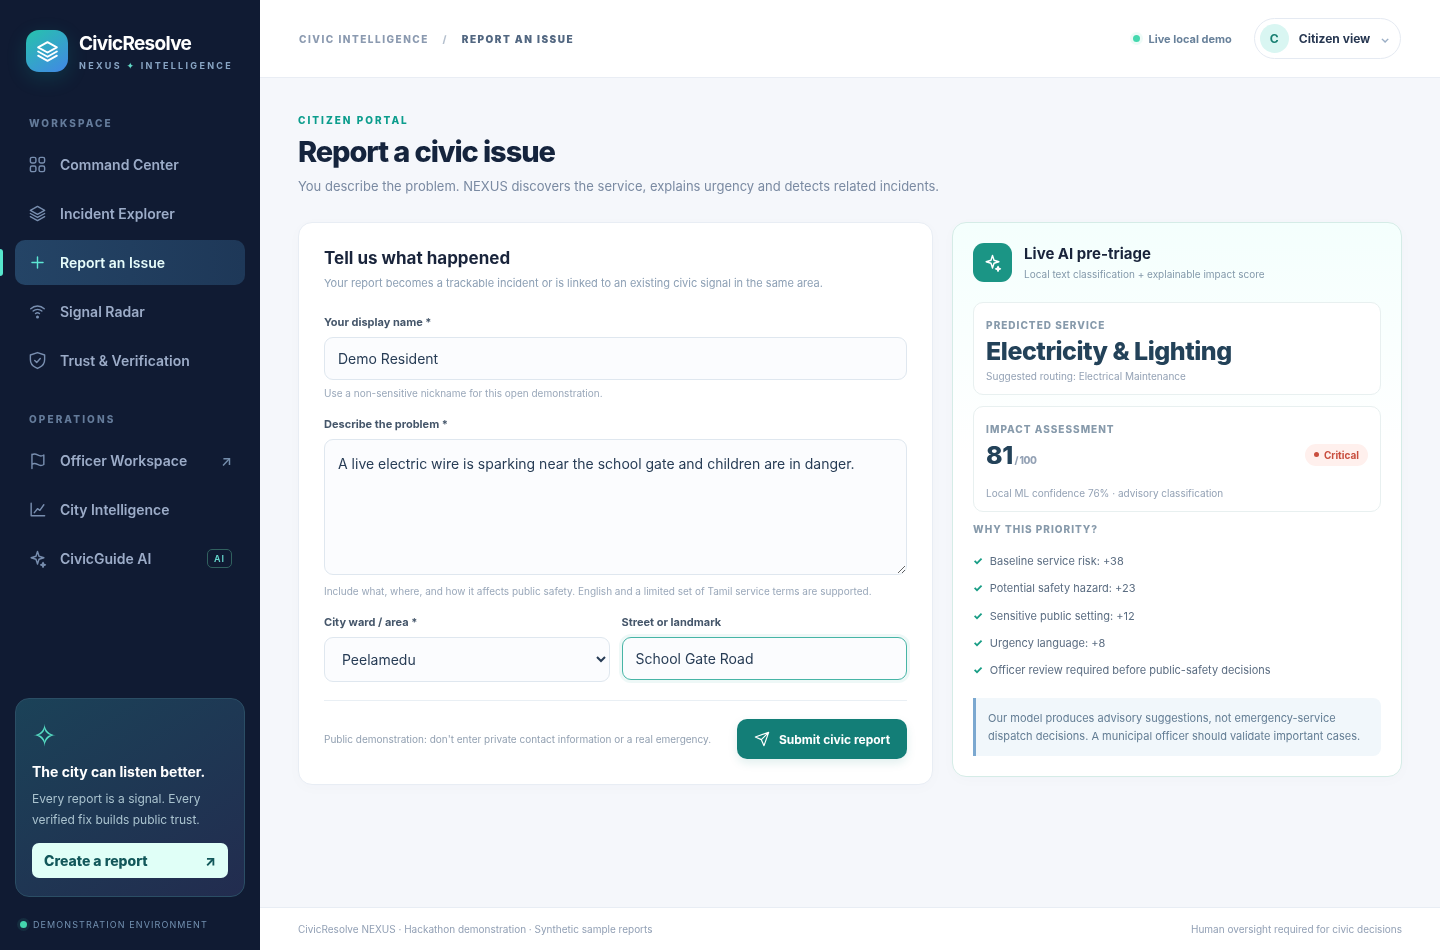 CivicResolve
NEXUS ✦ INTELLIGENCE
WORKSPACE
Command Center
Incident Explorer
Report an Issue
Signal Radar
Trust & Verification
OPERATIONS
Officer Workspace
City Intelligence
CivicGuide AI
AI
The city can listen better.
Every report is a signal. Every
verified fix builds public trust.
Create a report
DEMONSTRATION ENVIRONMENT
CIVIC INTELLIGENCE / REPORT AN ISSUE
Live local demo
C
Citizen view
CITIZEN PORTAL
Report a civic issue
You describe the problem. NEXUS discovers the service, explains urgency and detects related incidents.
Tell us what happened
Your report becomes a trackable incident or is linked to an existing civic signal in the same area.
Your display name *
Demo Resident
Use a non-sensitive nickname for this open demonstration.
Describe the problem *
A live electric wire is sparking near the school gate and children are in danger.
Include what, where, and how it affects public safety. English and a limited set of Tamil service terms are supported.
City ward / area *
Peelamedu
Street or landmark
School Gate Road
Public demonstration: don't enter private contact information or a real emergency.
Submit civic report
Live AI pre-triage
Local text classification + explainable impact score
PREDICTED SERVICE
Electricity & Lighting
Suggested routing: Electrical Maintenance
IMPACT ASSESSMENT
81/100
Critical
Local ML confidence 76% · advisory classification
WHY THIS PRIORITY?
✓ Baseline service risk: +38
✓ Potential safety hazard: +23
✓ Sensitive public setting: +12
✓ Urgency language: +8
✓ Officer review required before public-safety decisions
Our model produces advisory suggestions, not emergency-service
dispatch decisions. A municipal officer should validate important cases.
CivicResolve NEXUS · Hackathon demonstration · Synthetic sample reports
Human oversight required for civic decisions